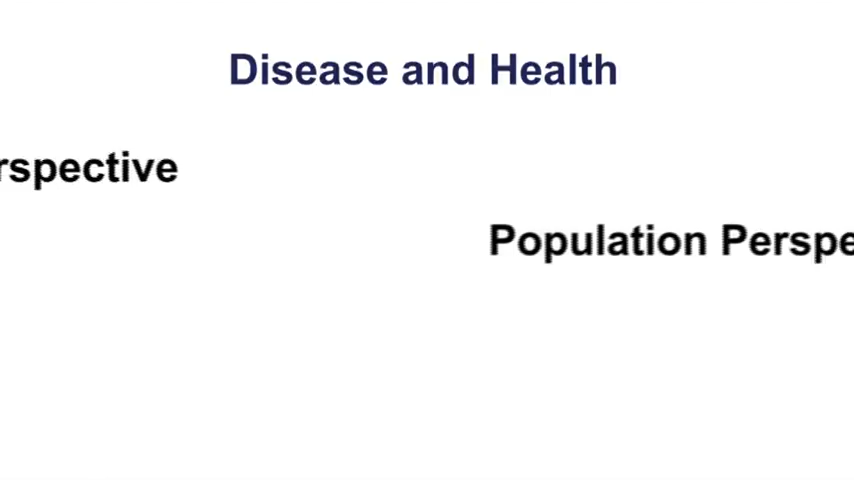 Disease and Health
rspective
Population Perspe